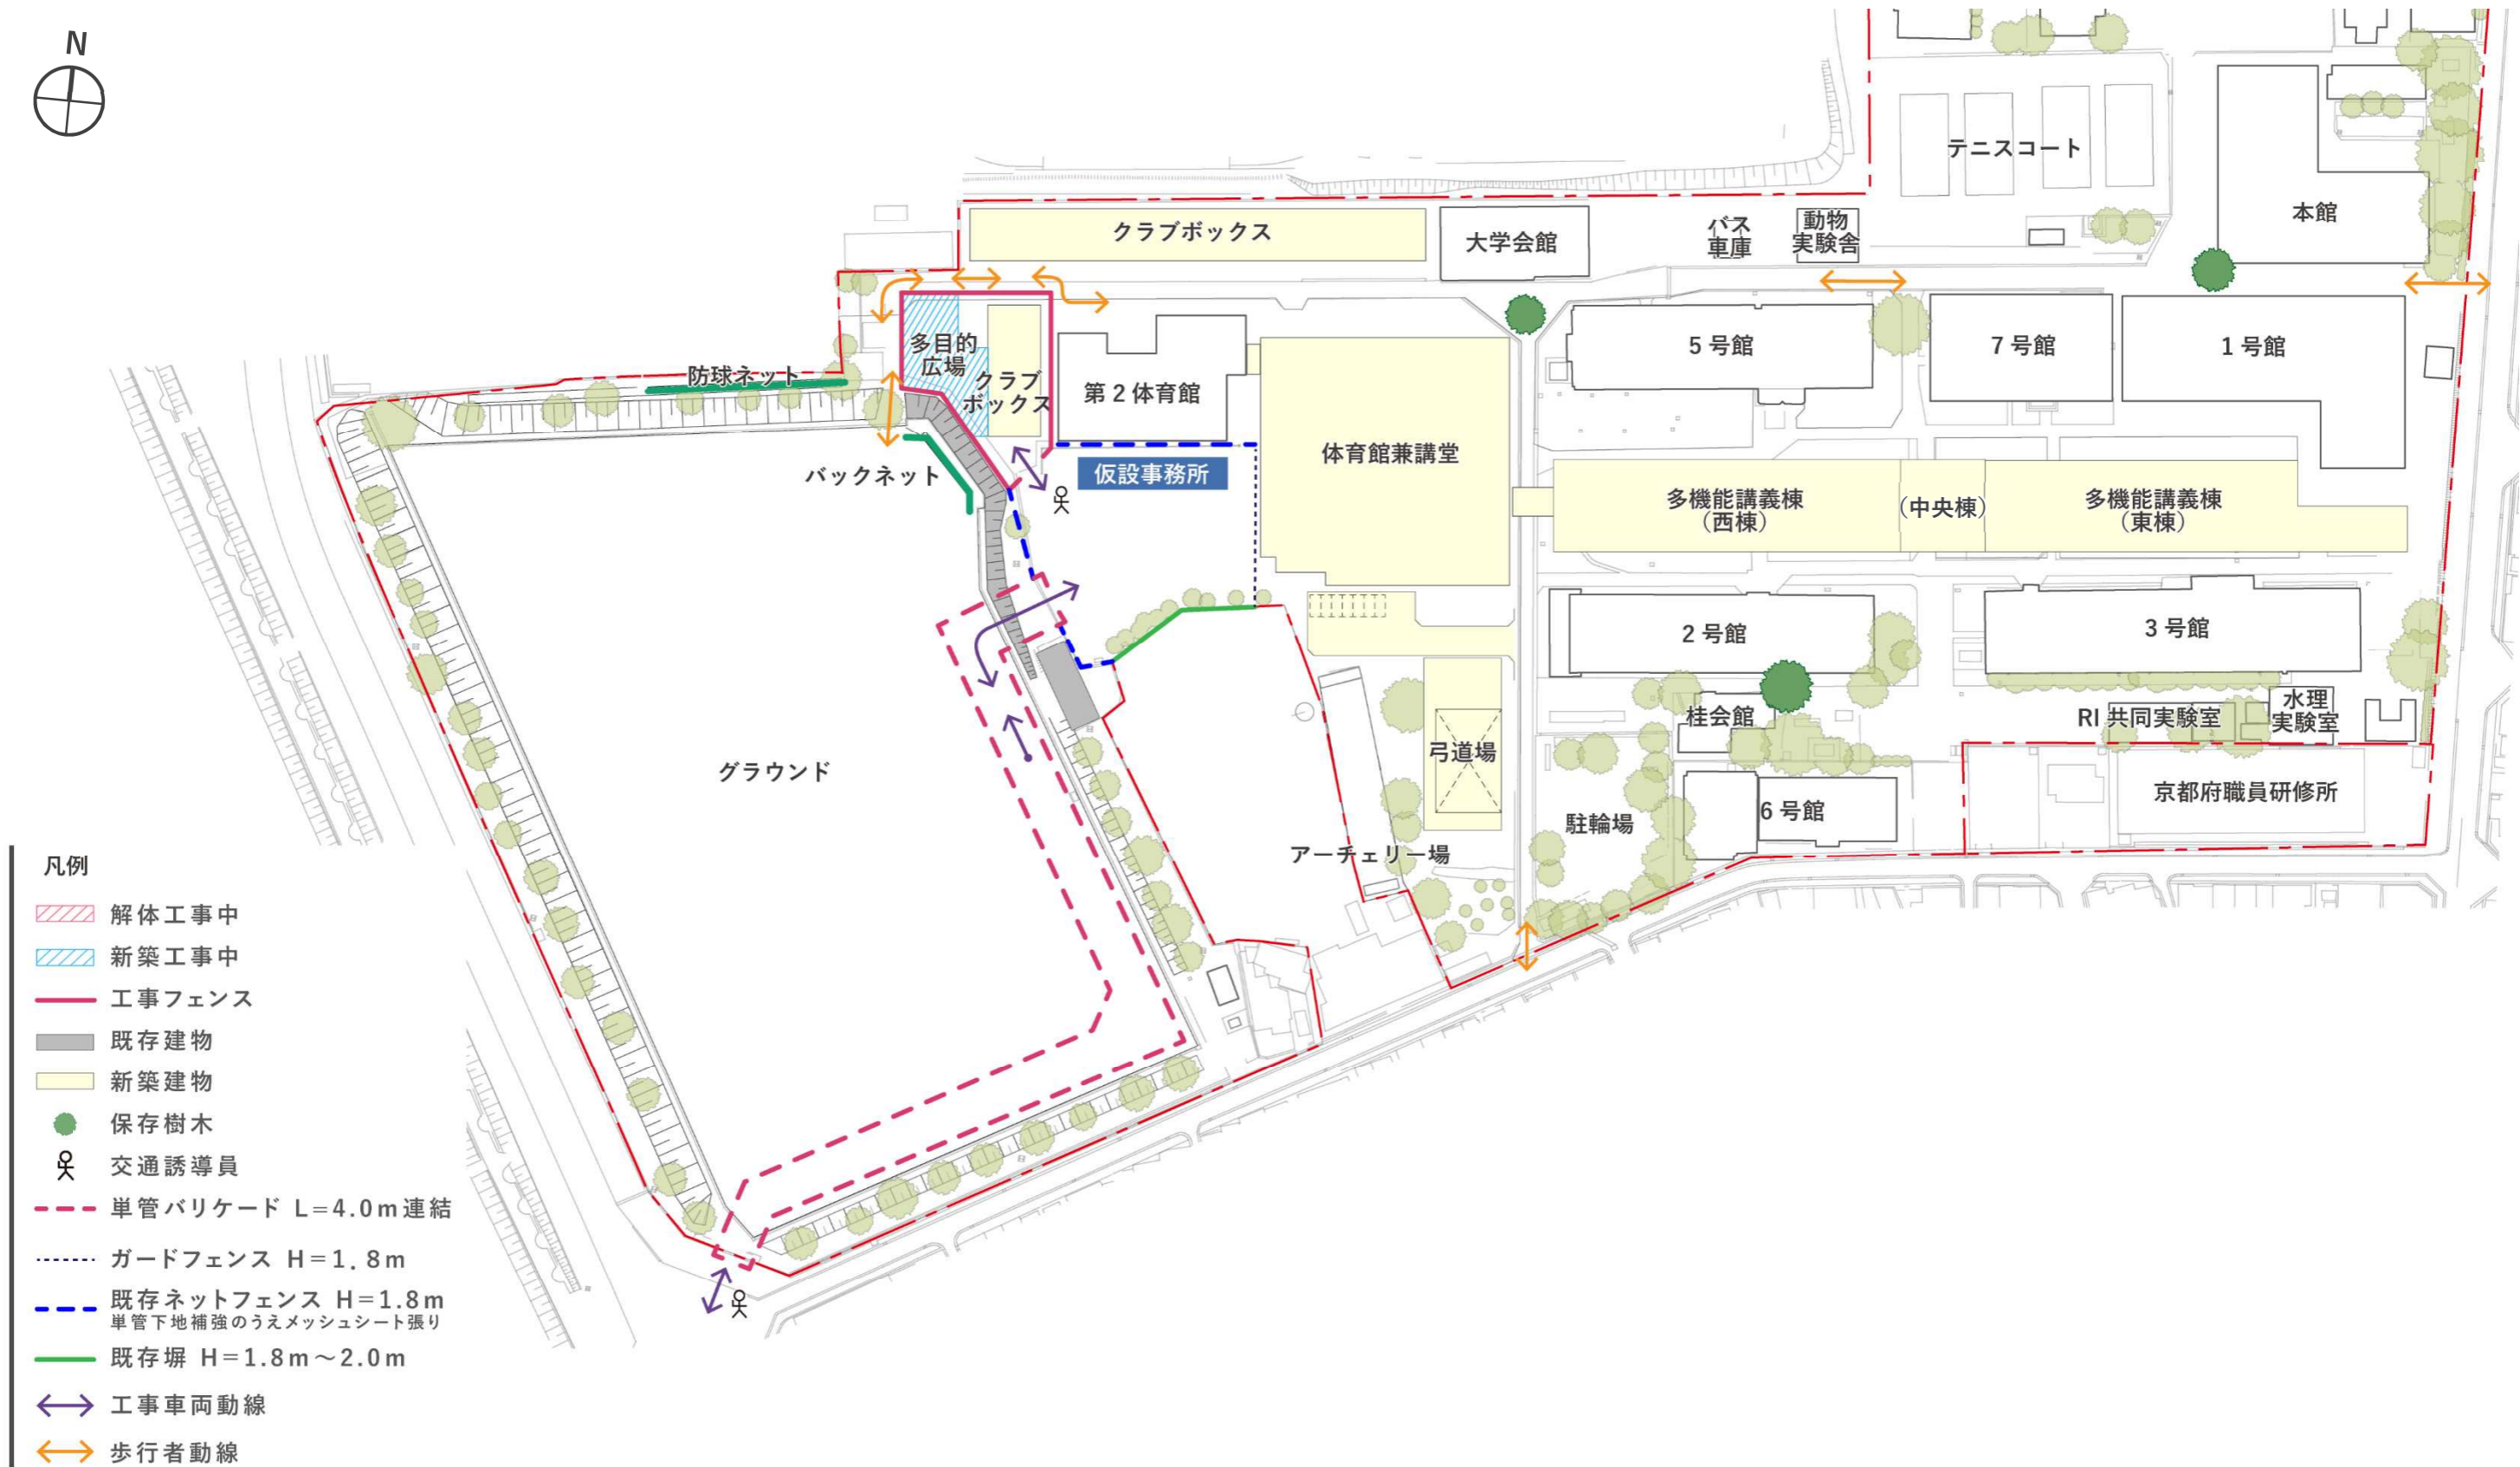 N
テニスコート
本館
クラブボックス
大学会館
バス
車庫
動物
実験舎
多目的
広場
クラブ
ボックス
第2体育館
5号館
7号館
1号館
防球ネット
バックネット
仮設事務所
体育館兼講堂
多機能講義棟
(西棟)
(中央棟)
多機能講義棟
(東棟)
2号館
3号館
桂会館
RI共同実験室
水理
実験室
グラウンド
弓道場
駐輪場
6号館
京都府職員研修所
アーチェリー場
凡例
解体工事中
新築工事中
工事フェンス
既存建物
新築建物
保存樹木
交通誘導員
単管バリケード L=4.0m連結
ガードフェンス H=1.8m
既存ネットフェンス H=1.8m
単管下地補強のうえメッシュシート張り
既存塀 H=1.8m～2.0m
工事車両動線
歩行者動線